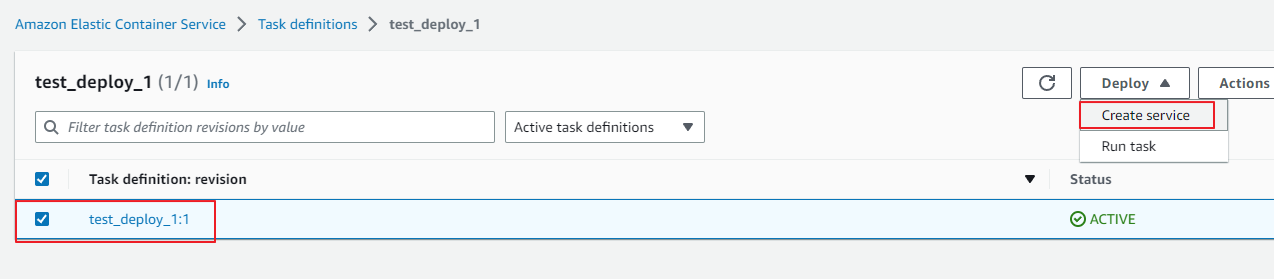 Amazon Elastic Container Service > Task definitions > test_deploy_1
test_deploy_1 (1/1) Info
Deploy
Actions
Filter task definition revisions by value
Active task definitions
Create service
Run task
Task definition: revision
Status
test_deploy_1:1
ACTIVE